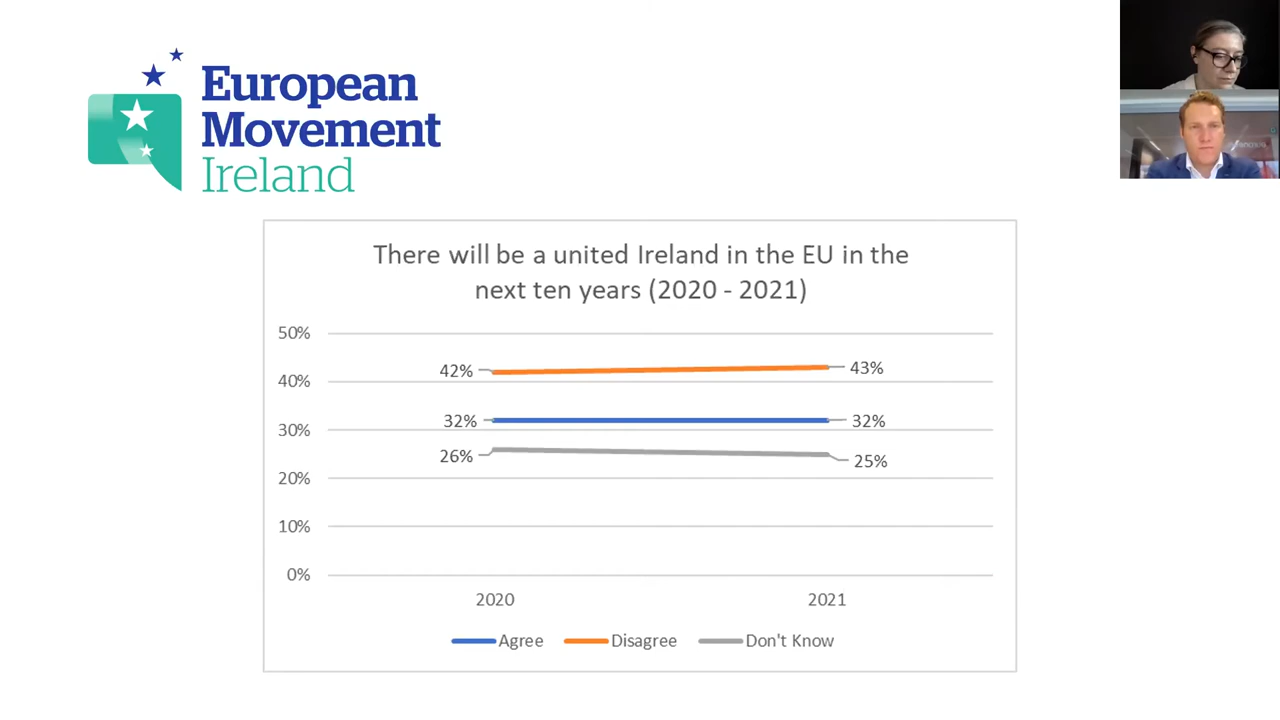 European
Movement
Ireland
There will be a united Ireland in the EU in the
next ten years (2020 - 2021)
50%
42%
43%
40%
32%
32%
30%
26%
25%
20%
10%
0%
2020
2021
Agree
Disagree
Don't Know